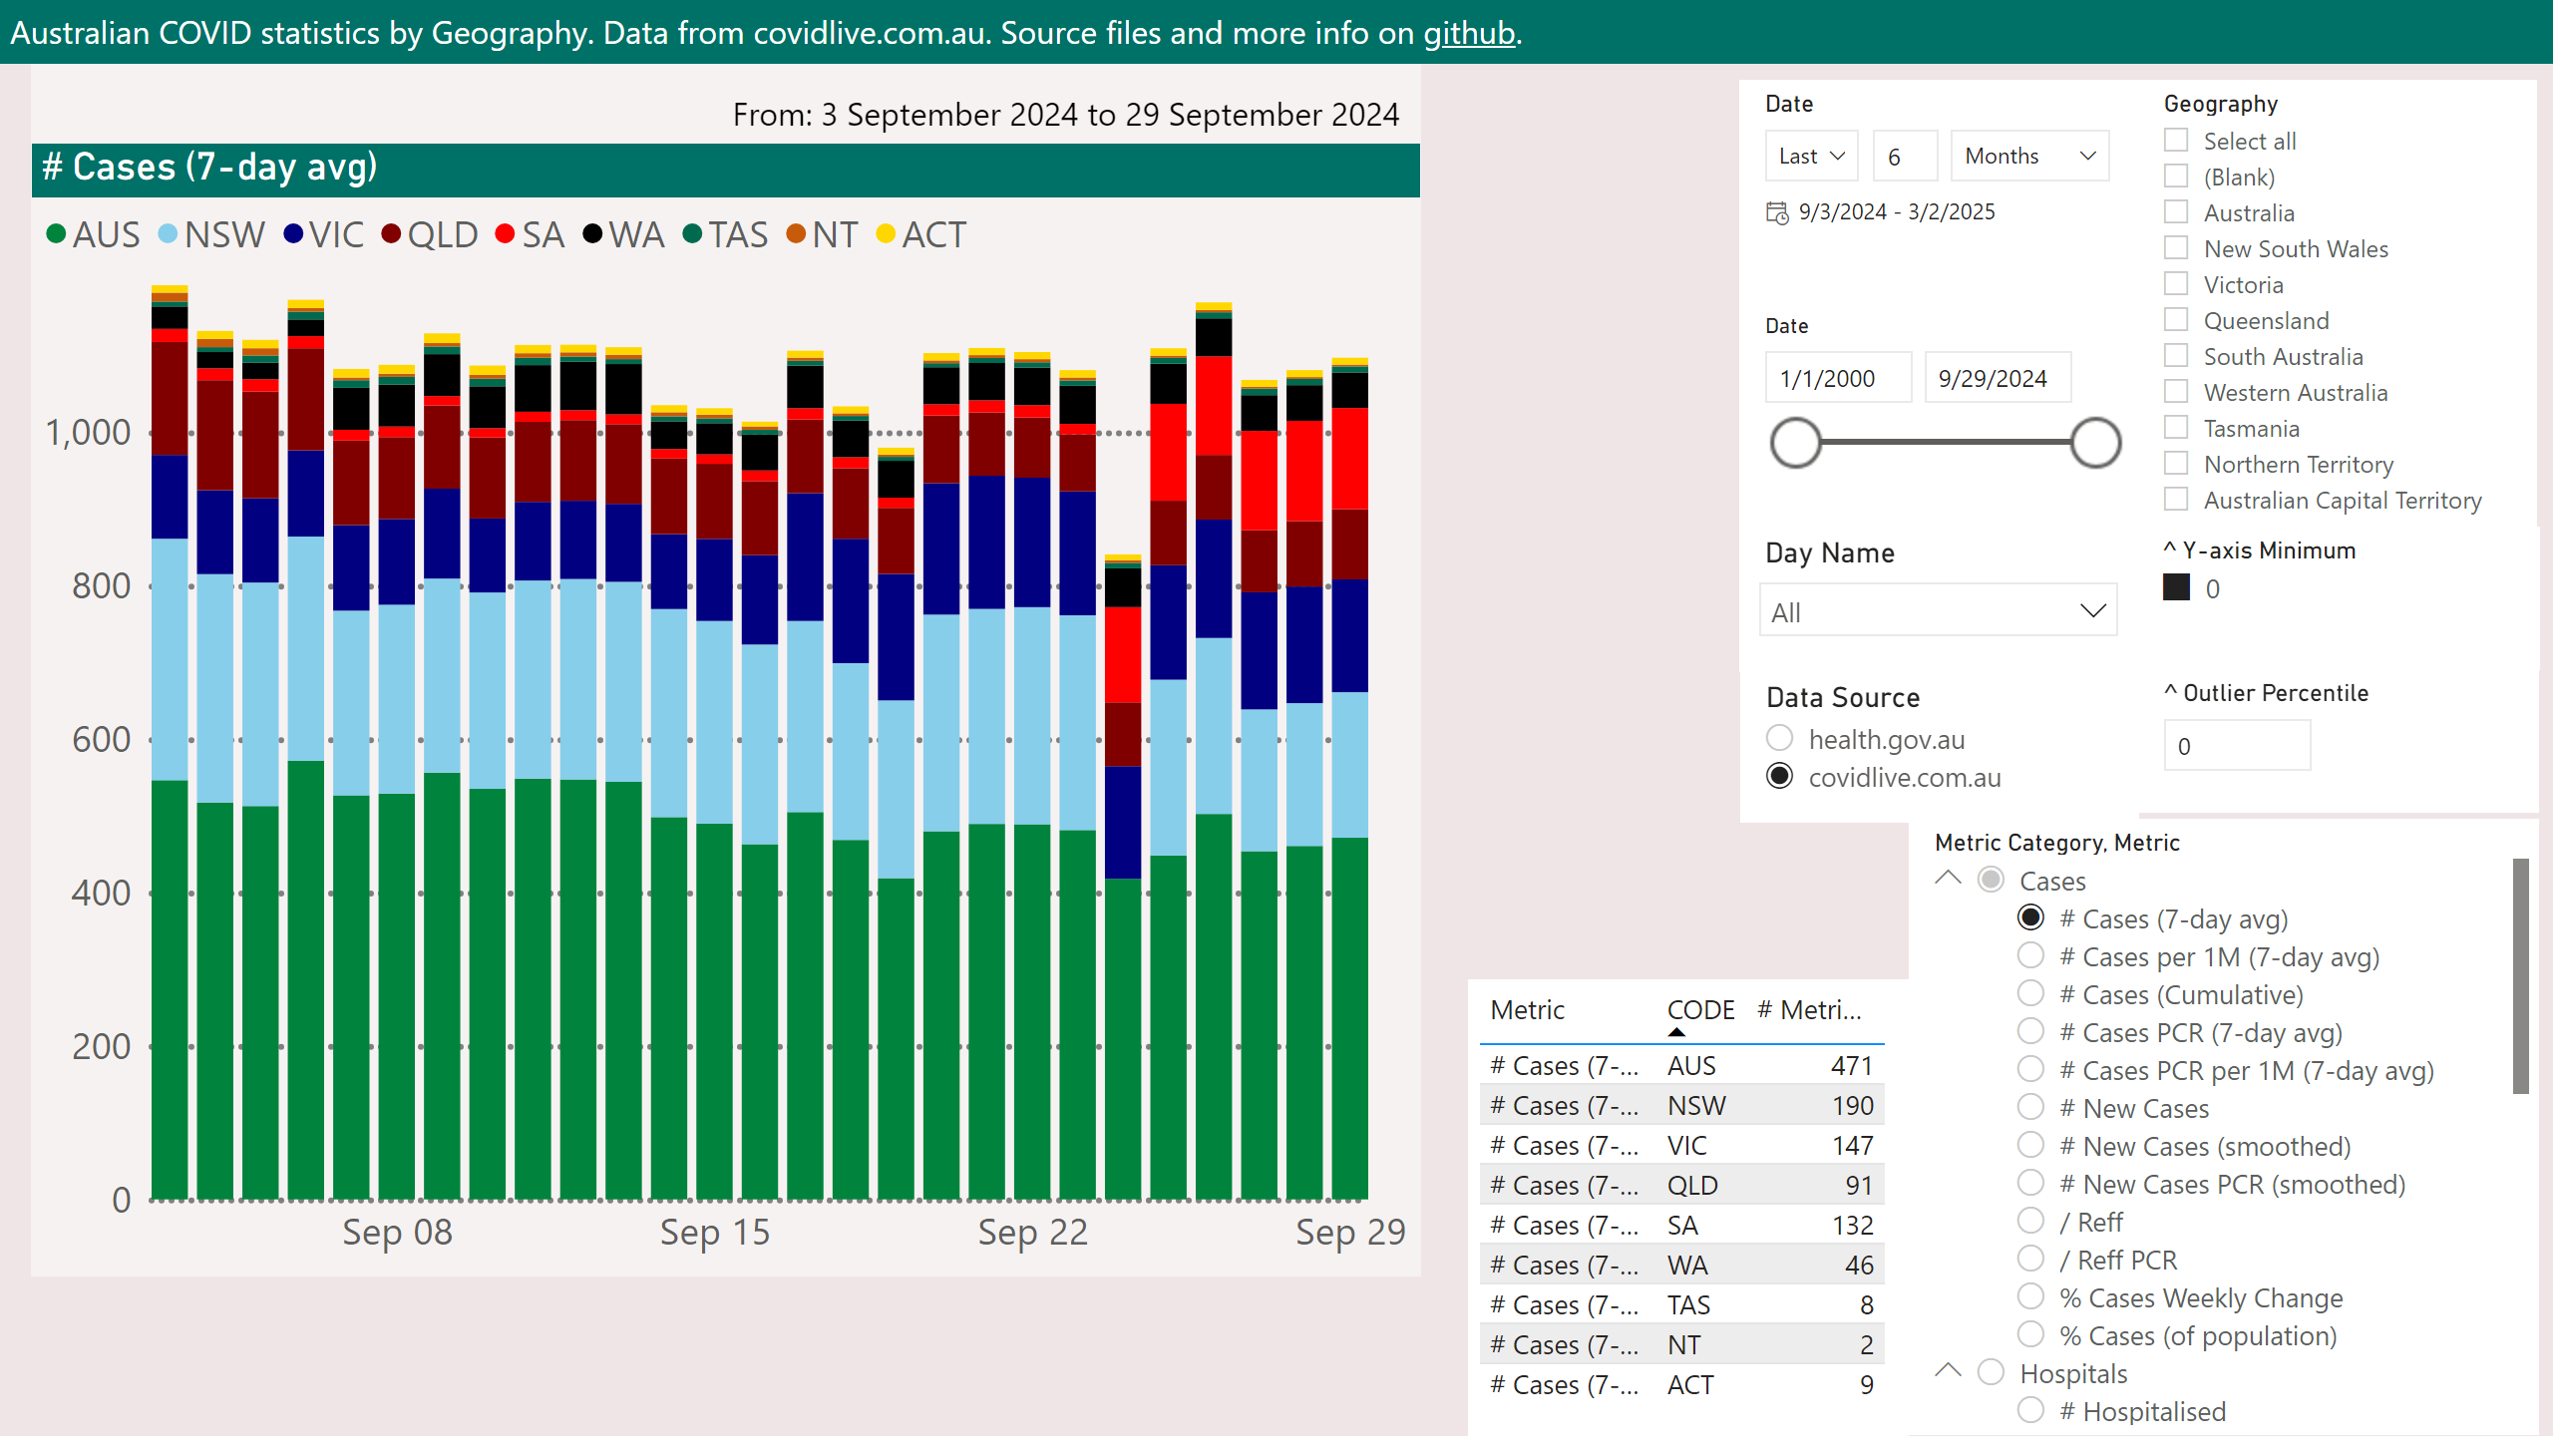 Australian COVID statistics by Geography. Data from covidlive.com.au. Source files and more info on github.
From: 3 September 2024 to 29 September 2024
# Cases (7-day avg)
AUS NSW VIC QLD SA WA TAS NT ACT
1,000
800
600
400
200
0
Sep 08 Sep 15 Sep 22 Sep 29
Date
Last 6 Months
9/3/2024 - 3/2/2025
Date
1/1/2000 9/29/2024
Day Name
All
Data Source
health.gov.au
covidlive.com.au
Geography
Select all
(Blank)
Australia
New South Wales
Victoria
Queensland
South Australia
Western Australia
Tasmania
Northern Territory
Australian Capital Territory
^ Y-axis Minimum
0
^ Outlier Percentile
0
Metric CODE # Metri...
# Cases (7-... AUS 471
# Cases (7-... NSW 190
# Cases (7-... VIC 147
# Cases (7-... QLD 91
# Cases (7-... SA 132
# Cases (7-... WA 46
# Cases (7-... TAS 8
# Cases (7-... NT 2
# Cases (7-... ACT 9
Metric Category, Metric
Cases
# Cases (7-day avg)
# Cases per 1M (7-day avg)
# Cases (Cumulative)
# Cases PCR (7-day avg)
# Cases PCR per 1M (7-day avg)
# New Cases
# New Cases (smoothed)
# New Cases PCR (smoothed)
/ Reff
/ Reff PCR
% Cases Weekly Change
% Cases (of population)
Hospitals
# Hospitalised